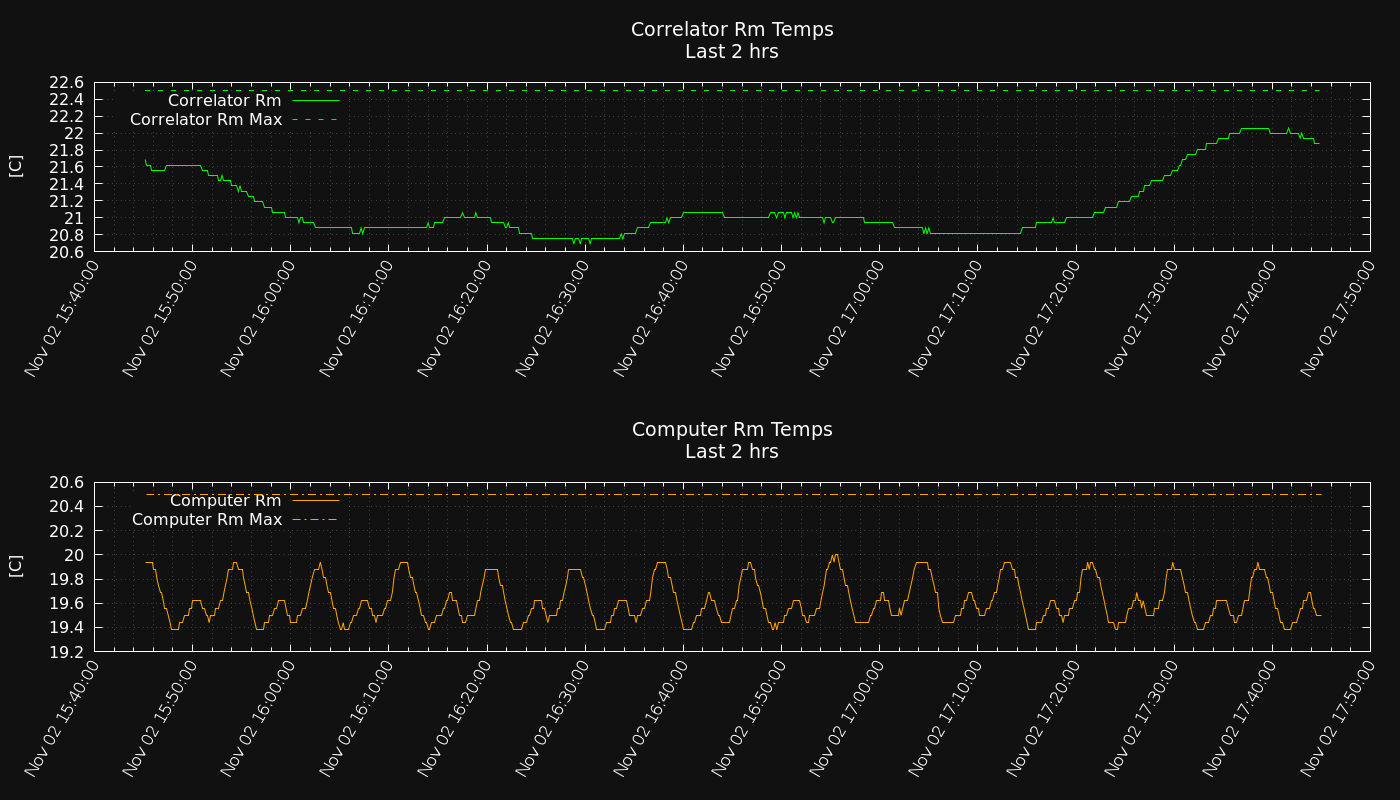 Correlator Rm Temps
Last 2 hrs
22.6
22.4
22.2
22
21.8
21.6
21.4
21.2
21
20.8
20.6
[C]
Correlator Rm
Correlator Rm Max
Nov 02 15:40:00
Nov 02 15:50:00
Nov 02 16:00:00
Nov 02 16:10:00
Nov 02 16:20:00
Nov 02 16:30:00
Nov 02 16:40:00
Nov 02 16:50:00
Nov 02 17:00:00
Nov 02 17:10:00
Nov 02 17:20:00
Nov 02 17:30:00
Nov 02 17:40:00
Nov 02 17:50:00
Computer Rm Temps
Last 2 hrs
20.6
20.4
20.2
20
19.8
19.6
19.4
19.2
[C]
Computer Rm
Computer Rm Max
Nov 02 15:40:00
Nov 02 15:50:00
Nov 02 16:00:00
Nov 02 16:10:00
Nov 02 16:20:00
Nov 02 16:30:00
Nov 02 16:40:00
Nov 02 16:50:00
Nov 02 17:00:00
Nov 02 17:10:00
Nov 02 17:20:00
Nov 02 17:30:00
Nov 02 17:40:00
Nov 02 17:50:00